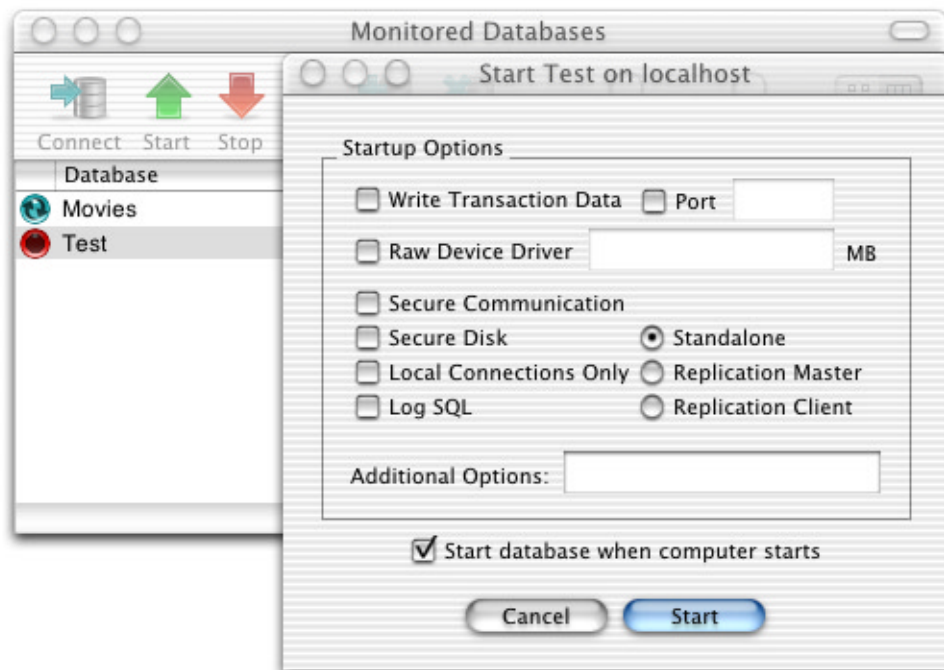 Monitored Databases
Start Test on localhost
Connect Start Stop
Database
Movies
Test
Startup Options
Write Transaction Data Port
Raw Device Driver MB
Secure Communication
Secure Disk Standalone
Local Connections Only Replication Master
Log SQL Replication Client
Additional Options:
Start database when computer starts
Cancel Start